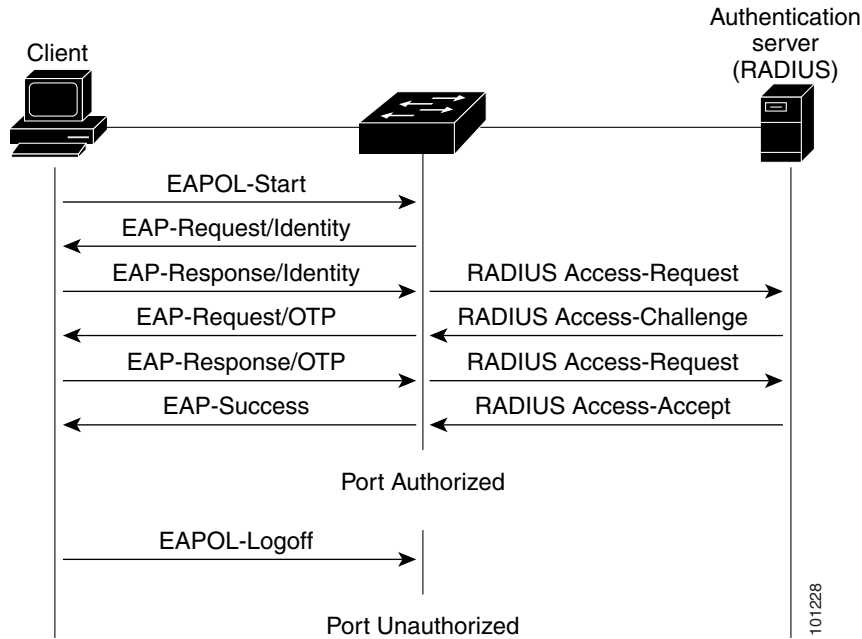 Authentication
server
(RADIUS)
Client
EAPOL-Start
EAP-Request/Identity
EAP-Response/Identity
RADIUS Access-Request
EAP-Request/OTP
RADIUS Access-Challenge
EAP-Response/OTP
RADIUS Access-Request
EAP-Success
RADIUS Access-Accept
Port Authorized
EAPOL-Logoff
Port Unauthorized
101228